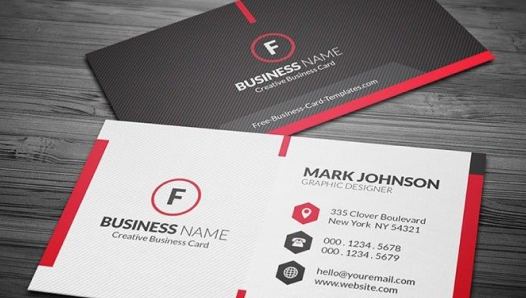 F
BUSINESS NAME
Creative Business Card
Free-Business-Card-Templates.com
F
BUSINESS NAME
Creative Business Card
MARK JOHNSON
GRAPHIC DESIGNER
335 Clover Boulevard
New York NY. 54321
000 . 1234 . 5678
000 . 1234 . 5679
hello@youremail.com
www.website.com